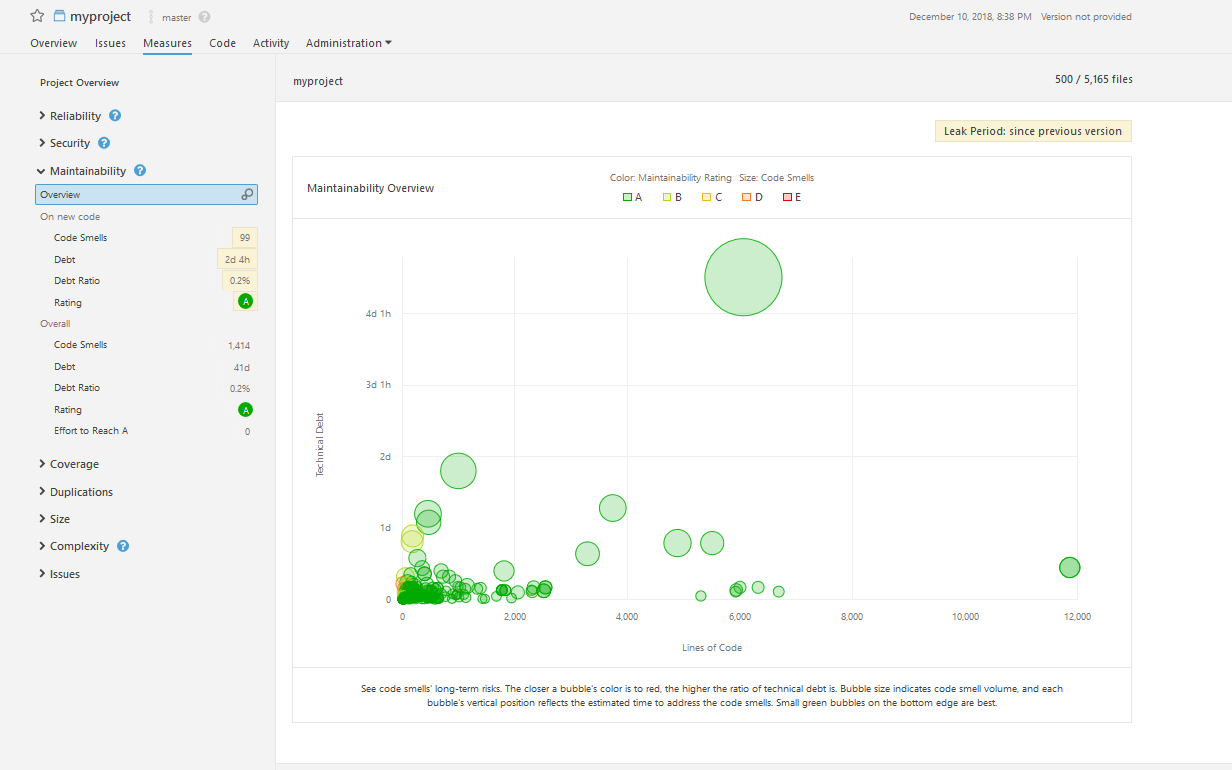 myproject master ? December 10, 2018, 8:38 PM Version not provided
Overview Issues Measures Code Activity Administration
Project Overview
Reliability ?
Security ?
Maintainability ?
Overview
On new code
Code Smells 99
Debt 2d 4h
Debt Ratio 0.2%
Rating A
Overall
Code Smells 1,414
Debt 41d
Debt Ratio 0.2%
Rating A
Effort to Reach A 0
Coverage
Duplications
Size
Complexity ?
Issues
myproject 500 / 5,165 files
Leak Period: since previous version
Maintainability Overview
Color: Maintainability Rating Size: Code Smells
A B C D E
Technical Debt
4d 1h
3d 1h
2d
1d
0
0 2,000 4,000 6,000 8,000 10,000 12,000
Lines of Code
See code smells' long-term risks. The closer a bubble's color is to red, the higher the ratio of technical debt is. Bubble size indicates code smell volume, and each
bubble's vertical position reflects the estimated time to address the code smells. Small green bubbles on the bottom edge are best.